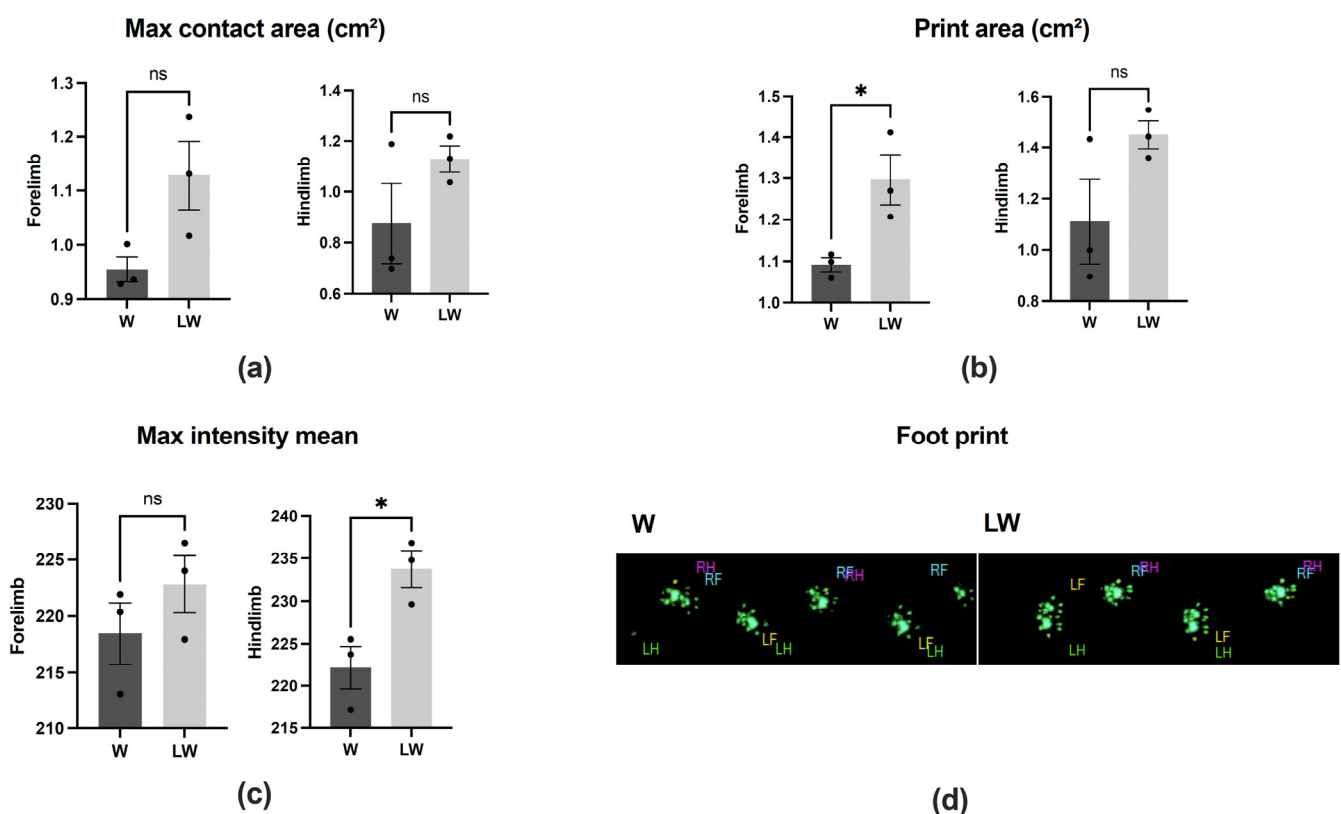 Max contact area (cm²)
Print area (cm²)
ns
ns
*
ns
Forelimb
1.3
1.2
1.1
1.0
0.9
W
LW
Hindlimb
1.4
1.2
1.0
0.8
0.6
W
LW
Forelimb
1.5
1.4
1.3
1.2
1.1
1.0
W
LW
Hindlimb
1.6
1.4
1.2
1.0
0.8
W
LW
(a)
(b)
Max intensity mean
Foot print
ns
*
Forelimb
230
225
220
215
210
W
LW
Hindlimb
240
235
230
225
220
215
W
LW
W
RH
RF
LH
LF
LH
RF
RH
LF
LH
RF
LW
LF
LH
RF
RH
LF
LH
RH
RF
(c)
(d)